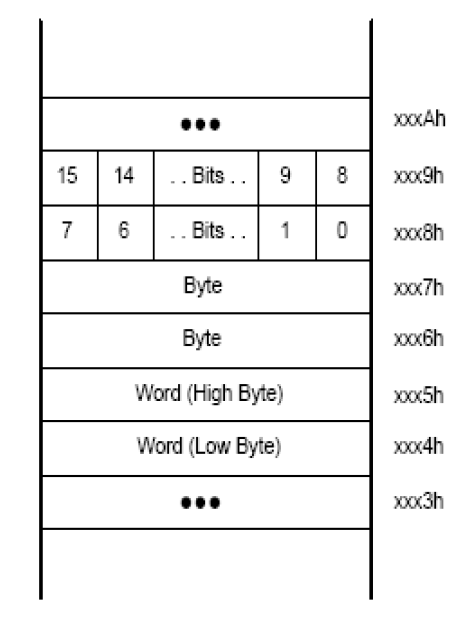 ••• xxxAh
15 14 . . Bits . . 9 8 xxx9h
7 6 . . Bits . . 1 0 xxx8h
Byte xxx7h
Byte xxx6h
Word (High Byte) xxx5h
Word (Low Byte) xxx4h
••• xxx3h